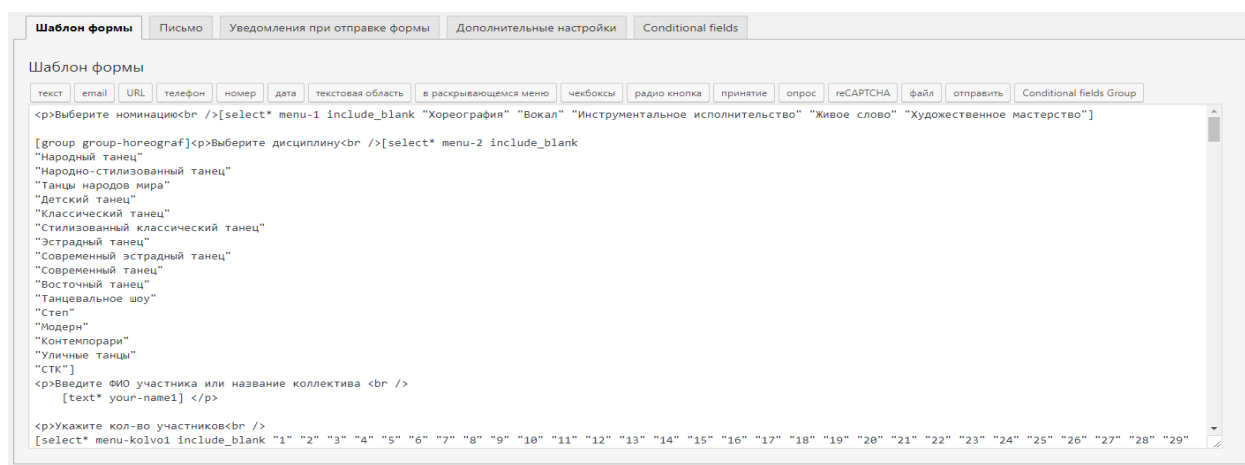 Шаблон формы Письмо Уведомления при отправке формы Дополнительные настройки Conditional fields
Шаблон формы
текст email URL телефон номер дата текстовая область в раскрывающемся меню чекбоксы радио кнопка принятие опрос reCAPTCHA файл отправить Conditional fields Group
<p>Выберите номинацию<br />[select* menu-1 include_blank "Хореография" "Вокал" "Инструментальное исполнительство" "Живое слово" "Художественное мастерство"]
[group group-horeograf]<p>Выберите дисциплину<br />[select* menu-2 include_blank
"Народный танец"
"Народно-стилизованный танец"
"Танцы народов мира"
"Детский танец"
"Классический танец"
"Стилизованный классический танец"
"Эстрадный танец"
"Современный эстрадный танец"
"Современный танец"
"Восточный танец"
"Танцевальное шоу"
"Степ"
"Модерн"
"Контемпорари"
"Уличные танцы"
"СТК"]
<p>Введите ФИО участника или название коллектива <br />
[text* your-name1] </p>
<p>Укажите кол-во участников<br />
[select* menu-kolvo1 include_blank "1" "2" "3" "4" "5" "6" "7" "8" "9" "10" "11" "12" "13" "14" "15" "16" "17" "18" "19" "20" "21" "22" "23" "24" "25" "26" "27" "28" "29"